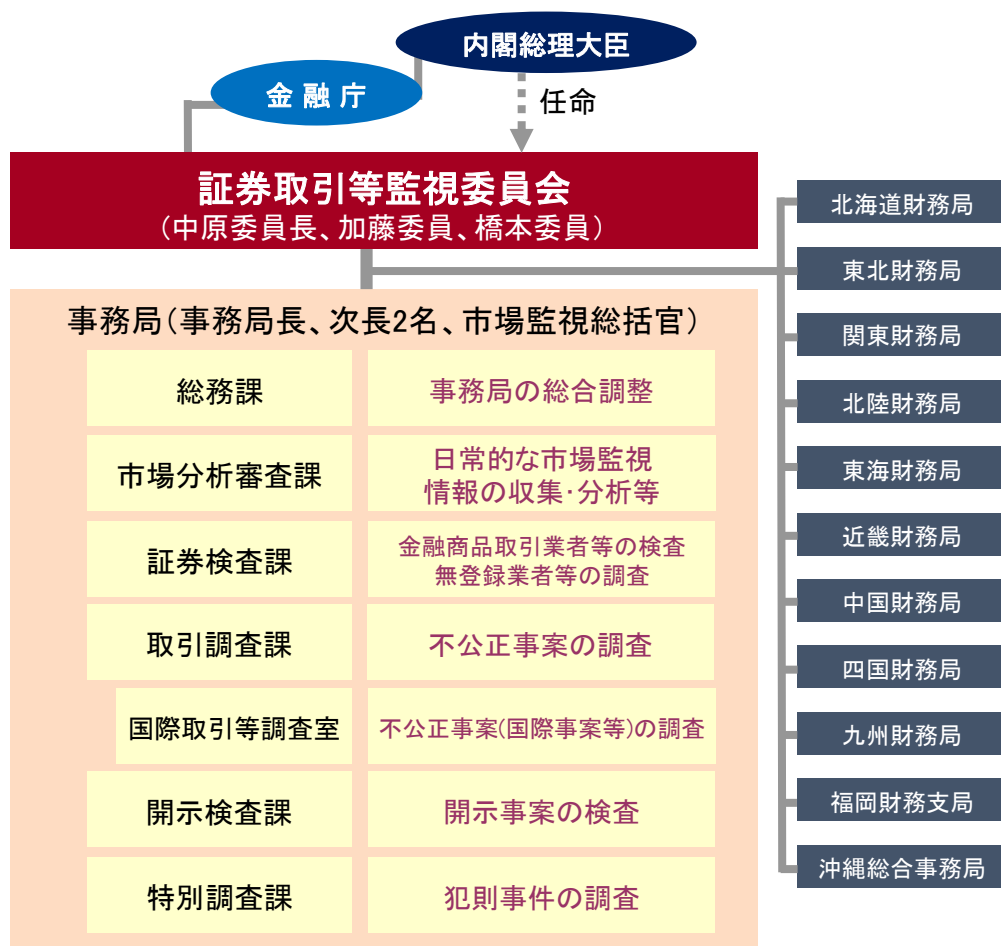 内閣総理大臣
金融庁
任命
証券取引等監視委員会
(中原委員長、加藤委員、橋本委員)
事務局(事務局長、次長2名、市場監視総括官)
総務課
事務局の総合調整
市場分析審査課
日常的な市場監視
情報の収集・分析等
証券検査課
金融商品取引業者等の検査
無登録業者等の調査
取引調査課
不公正事案の調査
国際取引等調査室
不公正事案(国際事案等)の調査
開示検査課
開示事案の検査
特別調査課
犯則事件の調査
北海道財務局
東北財務局
関東財務局
北陸財務局
東海財務局
近畿財務局
中国財務局
四国財務局
九州財務局
福岡財務支局
沖縄総合事務局